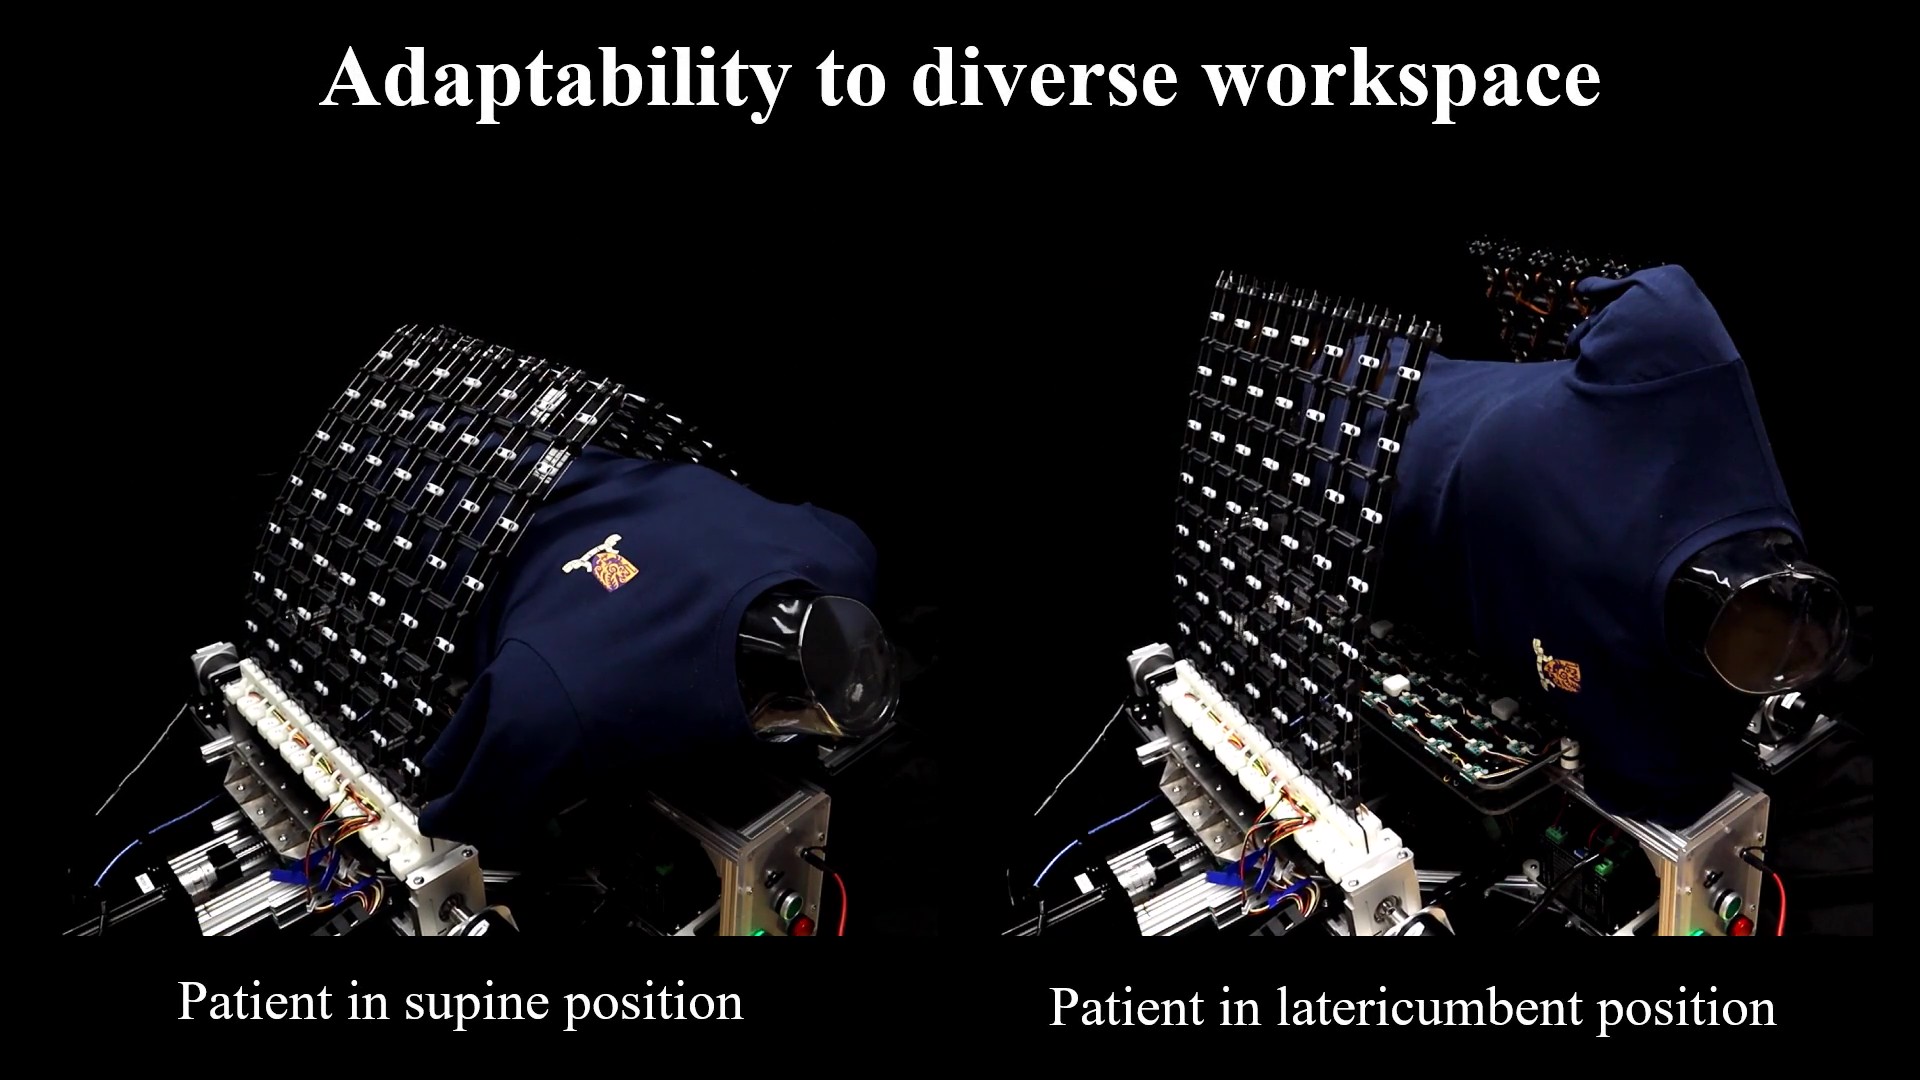 Adaptability to diverse workspace
Patient in supine position
Patient in latericumbent position